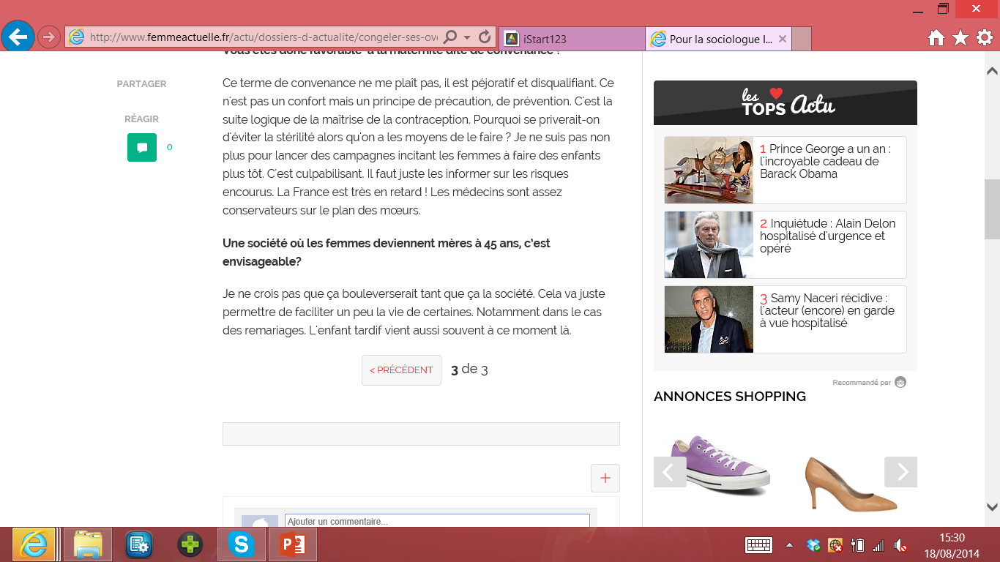 http://www.femmeactuelle.fr/actu/dossiers-d-actualite/congeler-ses-ov
iStart123
Pour la sociologue I...
Vous êtes donc favorable à la maternité dite de convenance ?
PARTAGER
RÉAGIR
0
Ce terme de convenance ne me plaît pas, il est péjoratif et disqualifiant. Ce
n'est pas un confort mais un principe de précaution, de prévention. C'est la
suite logique de la maîtrise de la contraception. Pourquoi se priverait-on
d'éviter la stérilité alors qu'on a les moyens de le faire ? Je ne suis pas non
plus pour lancer des campagnes incitant les femmes à faire des enfants
plus tôt. C'est culpabilisant. Il faut juste les informer sur les risques
encourus. La France est très en retard ! Les médecins sont assez
conservateurs sur le plan des mœurs.
Une société où les femmes deviennent mères à 45 ans, c'est
envisageable?
Je ne crois pas que ça bouleverserait tant que ça la société. Cela va juste
permettre de faciliter un peu la vie de certaines. Notamment dans le cas
des remariages. L'enfant tardif vient aussi souvent à ce moment là.
< PRÉCÉDENT
3 de 3
+
Ajouter un commentaire...
les
TOPS Actu
1 Prince George a un an :
l'incroyable cadeau de
Barack Obama
2 Inquiétude : Alain Delon
hospitalisé d'urgence et
opéré
3 Samy Naceri récidive :
l'acteur (encore) en garde
à vue hospitalisé
Recommandé par
ANNONCES SHOPPING
15:30
18/08/2014